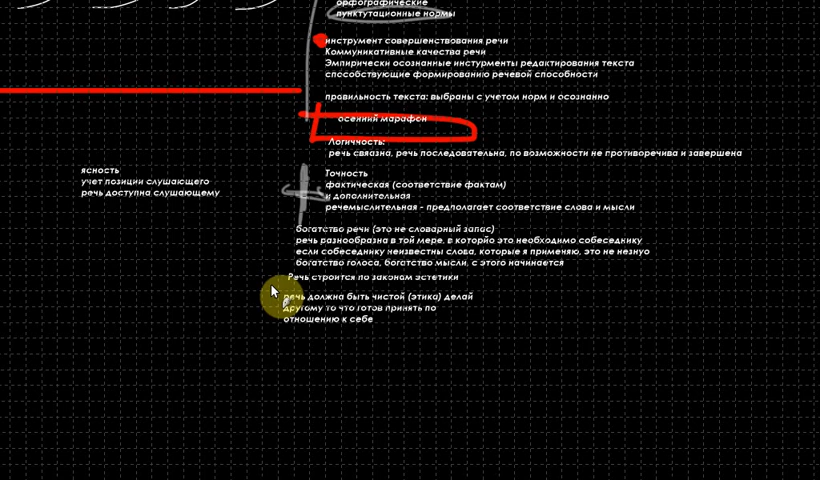 орфографические
пунктутационные нормы
инструмент совершенствования речи
Коммуникативные качества речи
Эмпирически осознанные инстурменты редактирования текста
способствующие формированию речевой способности
правильность текста: выбраны с учетом норм и осознанно
осенний марафон
Логичность:
речь связазна, речь последовательна, по возможности не противоречива и завершена
ясность
учет позиции слушающего
речь доступна слушающему
Точность
фактическая (соответствие фактам)
и дополнительная
речемыслительная - предполагает соответствие слова и мысли
богатство речи (это не словарный запас)
речь разнообразна в той мере, в которйо это необходимо собеседнику
если собеседнику неизвестны слова, которые я применяю, это не незную
богатство голоса, богатство мысли, с этого начинается
Речь строится по законам эстетики
речь должна быть чистой (этика) делай
другому то что готов принять по
отношению к себе